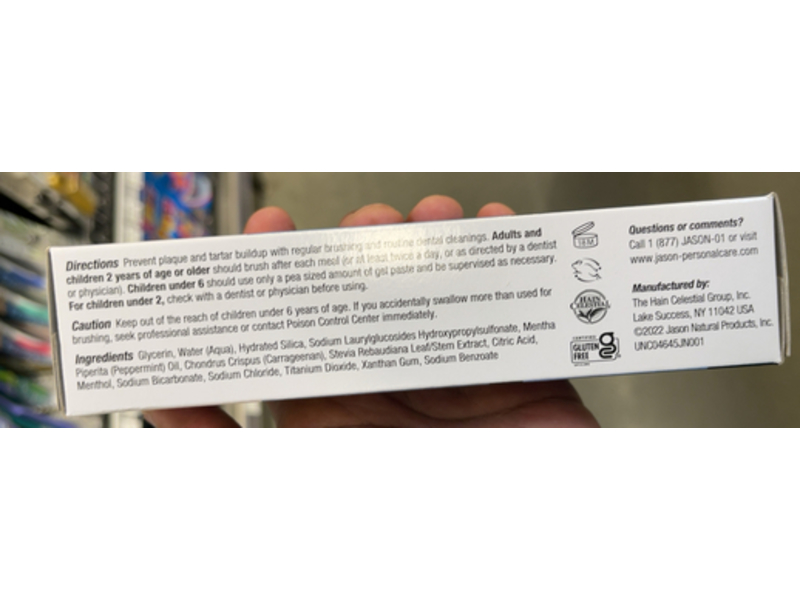 Directions Prevent plaque and tartar buildup with regular brushing and routine dental cleanings. Adults and
children 2 years of age or older should brush after each meal (or at least twice a day, or as directed by a dentist
or physician). Children under 6 should use only a pea sized amount of gel paste and be supervised as necessary.
For children under 2, check with a dentist or physician before using.
Caution Keep out of the reach of children under 6 years of age. If you accidentally swallow more than used for
brushing, seek professional assistance or contact Poison Control Center immediately.
Ingredients Glycerin, Water (Aqua), Hydrated Silica, Sodium Laurylglucosides Hydroxypropylsulfonate, Mentha
Piperita (Peppermint) Oil, Chondrus Crispus (Carrageenan), Stevia Rebaudiana Leaf/Stem Extract, Citric Acid,
Menthol, Sodium Bicarbonate, Sodium Chloride, Titanium Dioxide, Xanthan Gum, Sodium Benzoate
18 M
HAIN
CELESTIAL
CERTIFIED
GLUTEN
FREE
Questions or comments?
Call 1 (877) JASON-01 or visit
www.jason-personalcare.com
Manufactured by:
The Hain Celestial Group, Inc.
Lake Success, NY 11042 USA
©2022 Jason Natural Products, Inc.
UNC04645JN001